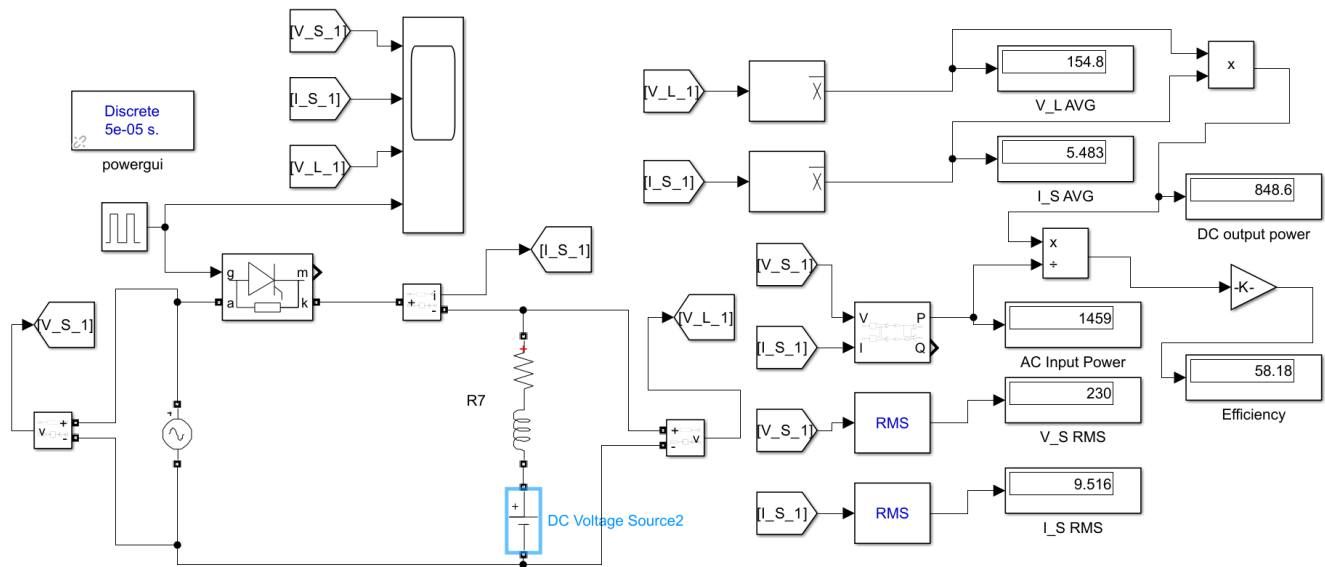 [V_S_1]
[I_S_1]
[V_L_1]
Discrete
5e-05 s.
powergui
g
m
a
k
i
+
-
[I_S_1]
[V_S_1]
+
-
v
R7
+
+
DC Voltage Source2
[V_L_1]
+
-
v
[V_L_1]
154.8
V_L AVG
x
[I_S_1]
5.483
I_S AVG
848.6
DC output power
x
÷
-K-
[V_S_1]
[I_S_1]
V
I
P
Q
1459
AC Input Power
58.18
Efficiency
[V_S_1]
RMS
230
V_S RMS
[I_S_1]
RMS
9.516
I_S RMS